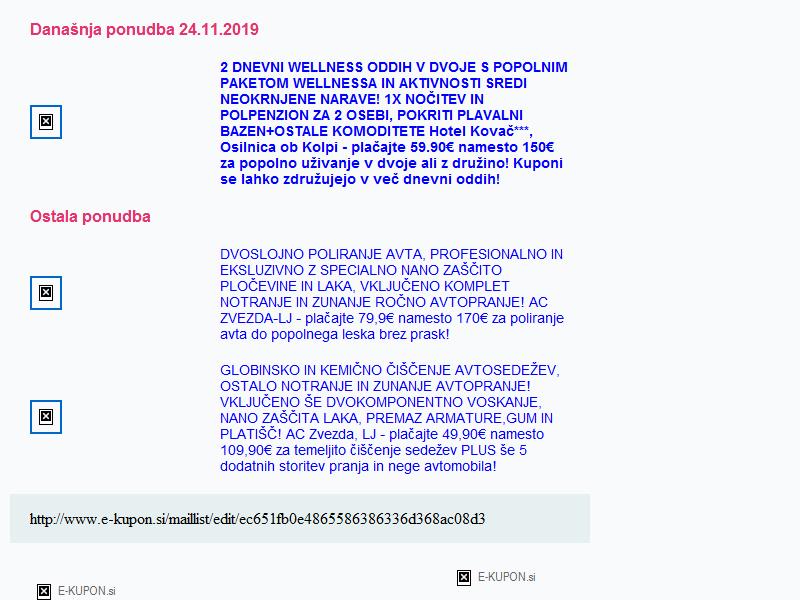 Današnja ponudba 24.11.2019
2 DNEVNI WELLNESS ODDIH V DVOJE S POPOLNIM
PAKETOM WELLNESSA IN AKTIVNOSTI SREDI
NEOKRNJENE NARAVE! 1X NOČITEV IN
POLPENZION ZA 2 OSEBI, POKRITI PLAVALNI
BAZEN+OSTALE KOMODITETE Hotel Kovač***,
Osilnica ob Kolpi - plačajte 59.90€ namesto 150€
za popolno uživanje v dvoje ali z družino! Kuponi
se lahko združujejo v več dnevni oddih!
Ostala ponudba
DVOSLOJNO POLIRANJE AVTA, PROFESIONALNO IN
EKSLUZIVNO Z SPECIALNO NANO ZAŠČITO
PLOČEVINE IN LAKA, VKLJUČENO KOMPLET
NOTRANJE IN ZUNANJE ROČNO AVTOPRANJE! AC
ZVEZDA-LJ - plačajte 79,9€ namesto 170€ za poliranje
avta do popolnega leska brez prask!
GLOBINSKO IN KEMIČNO ČIŠČENJE AVTOSEDEŽEV,
OSTALO NOTRANJE IN ZUNANJE AVTOPRANJE!
VKLJUČENO ŠE DVOKOMPONENTNO VOSKANJE,
NANO ZAŠČITA LAKA, PREMAZ ARMATURE,GUM IN
PLATIŠČ! AC Zvezda, LJ - plačajte 49,90€ namesto
109,90€ za temeljito čiščenje sedežev PLUS še 5
dodatnih storitev pranja in nege avtomobila!
http://www.e-kupon.si/maillist/edit/ec651fb0e4865586386336d368ac08d3
E-KUPON.si
E-KUPON.si